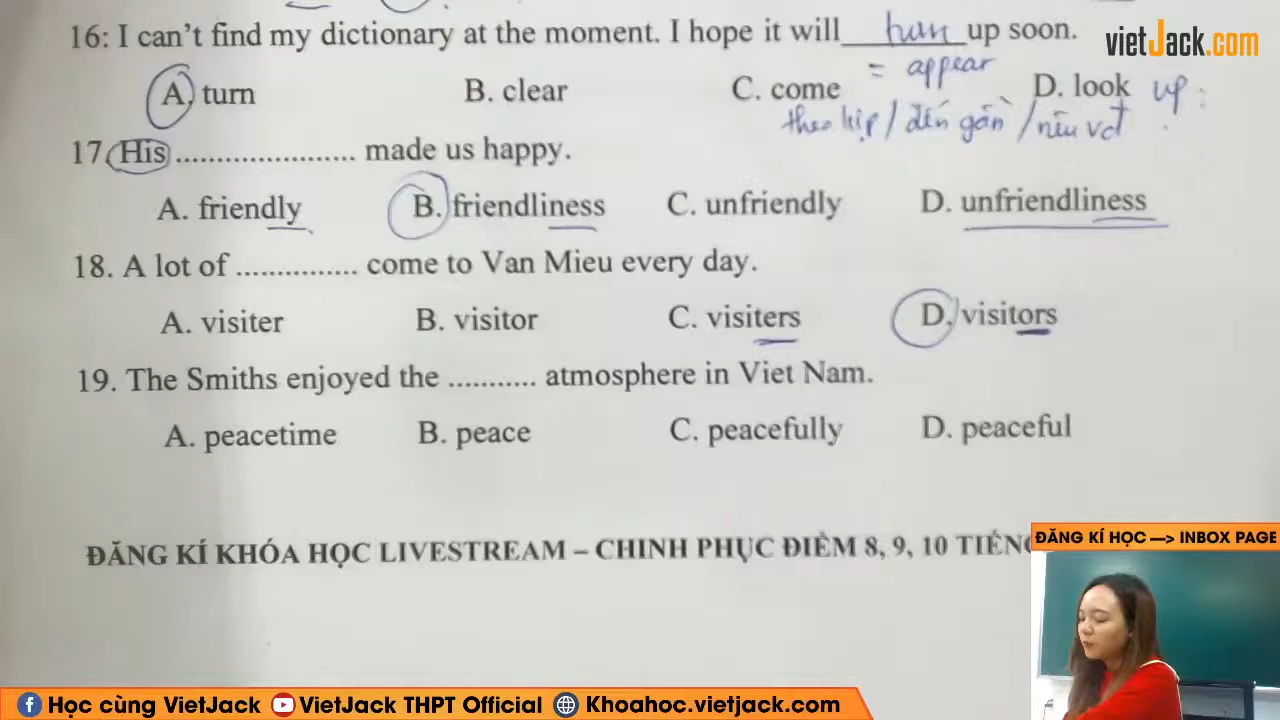 16: I can't find my dictionary at the moment. I hope it will turn up soon.
= appear
A. turn B. clear C. come D. look up :
theo kịp / đến gần / nêu vđ
17. His ...................... made us happy.
A. friendly B. friendliness C. unfriendly D. unfriendliness
18. A lot of ............... come to Van Mieu every day.
A. visiter B. visitor C. visiters D. visitors
19. The Smiths enjoyed the ........... atmosphere in Viet Nam.
A. peacetime B. peace C. peacefully D. peaceful
ĐĂNG KÍ KHÓA HỌC LIVESTREAM – CHINH PHỤC ĐIỂM 8, 9, 10 TIẾNG
vietJack.com
ĐĂNG KÍ HỌC —> INBOX PAGE
Học cùng VietJack VietJack THPT Official Khoahoc.vietjack.com